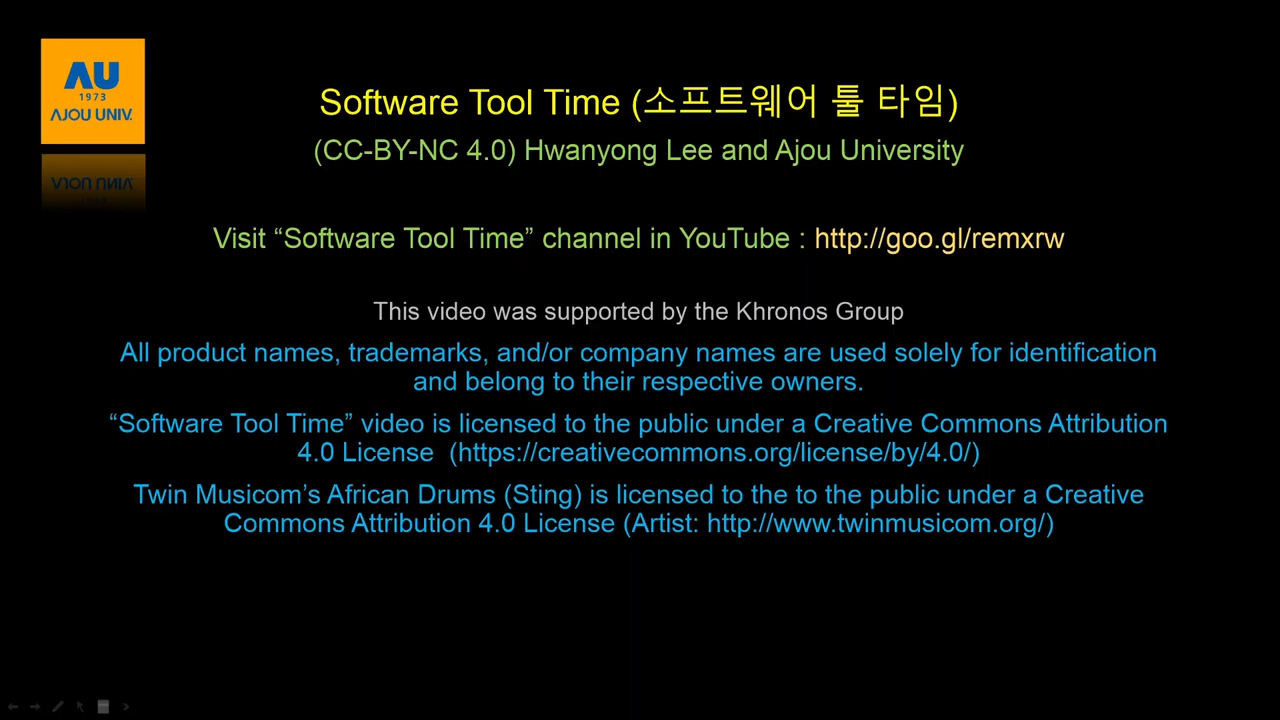 AU
1973
AJOU UNIV.
Software Tool Time (소프트웨어 툴 타임)
(CC-BY-NC 4.0) Hwanyong Lee and Ajou University
Visit “Software Tool Time” channel in YouTube : http://goo.gl/remxrw
This video was supported by the Khronos Group
All product names, trademarks, and/or company names are used solely for identification
and belong to their respective owners.
“Software Tool Time” video is licensed to the public under a Creative Commons Attribution
4.0 License  (https://creativecommons.org/license/by/4.0/)
Twin Musicom’s African Drums (Sting) is licensed to the to the public under a Creative
Commons Attribution 4.0 License (Artist: http://www.twinmusicom.org/)